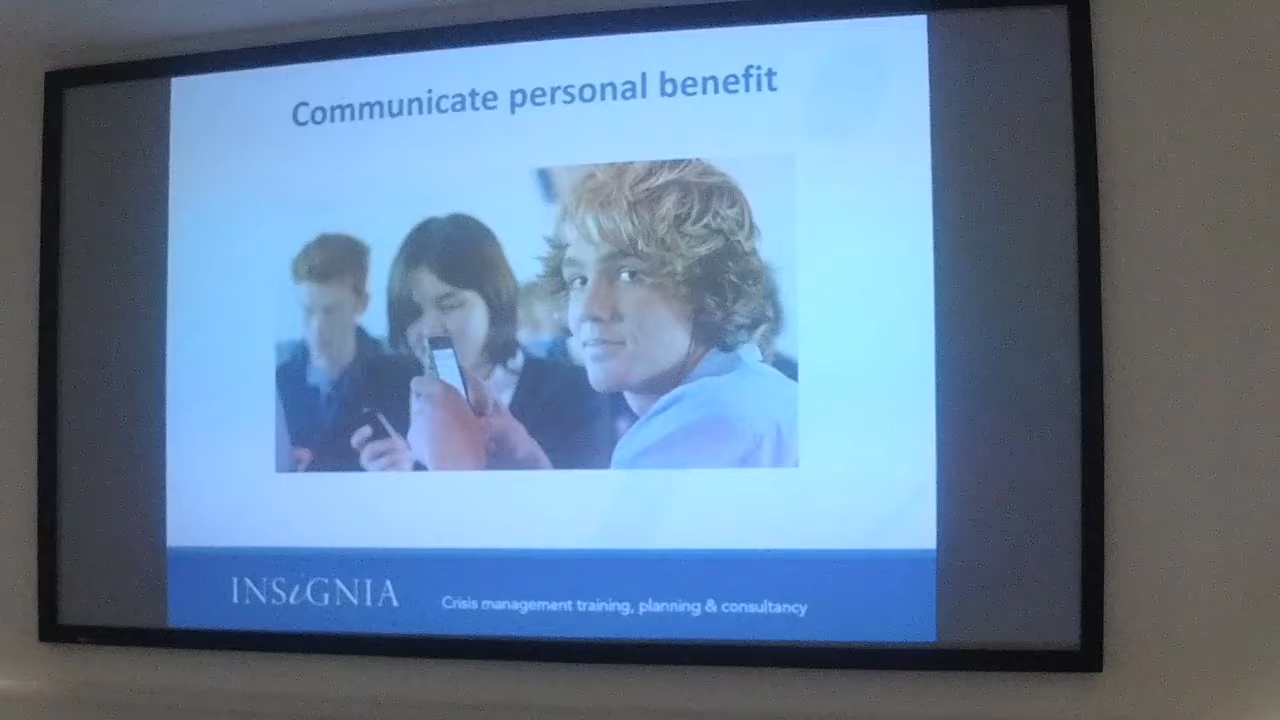 Communicate personal benefit
INSiGNIA
Crisis management training, planning & consultancy